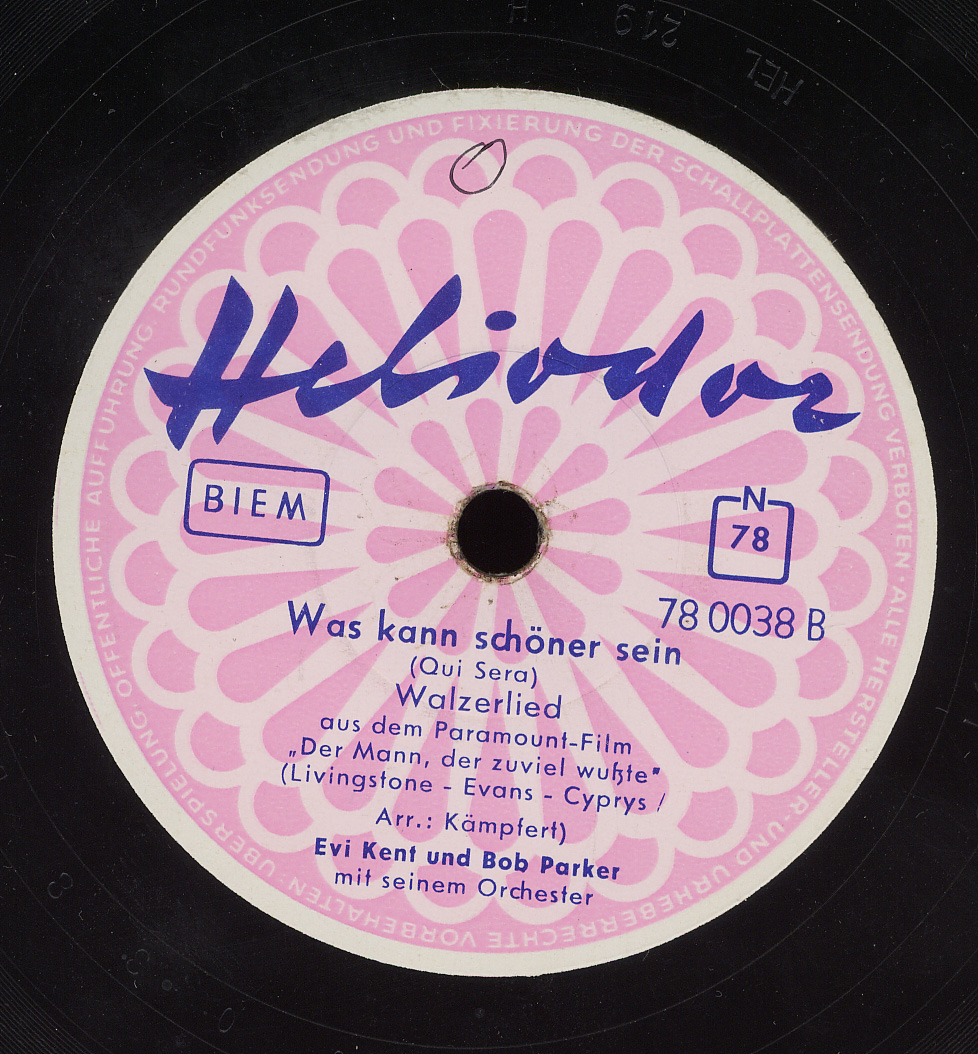 H 219 HEL
ÖFFENTLICHE AUFFÜHRUNG. RUNDFUNKSENDUNG UND FIXIERUNG DER SCHALLPLATTENSENDUNG VERBOTEN · ALLE HERSTELLER- UND URHEBERRECHTE VORBEHALTEN · ÜBERSPIELUNG.
Heliodor
BIEM
N
78
78 0038 B
Was kann schöner sein
(Qui Sera)
Walzerlied
aus dem Paramount-Film
„Der Mann, der zuviel wußte"
(Livingstone - Evans - Cyprys /
Arr.: Kämpfert)
Evi Kent und Bob Parker
mit seinem Orchester